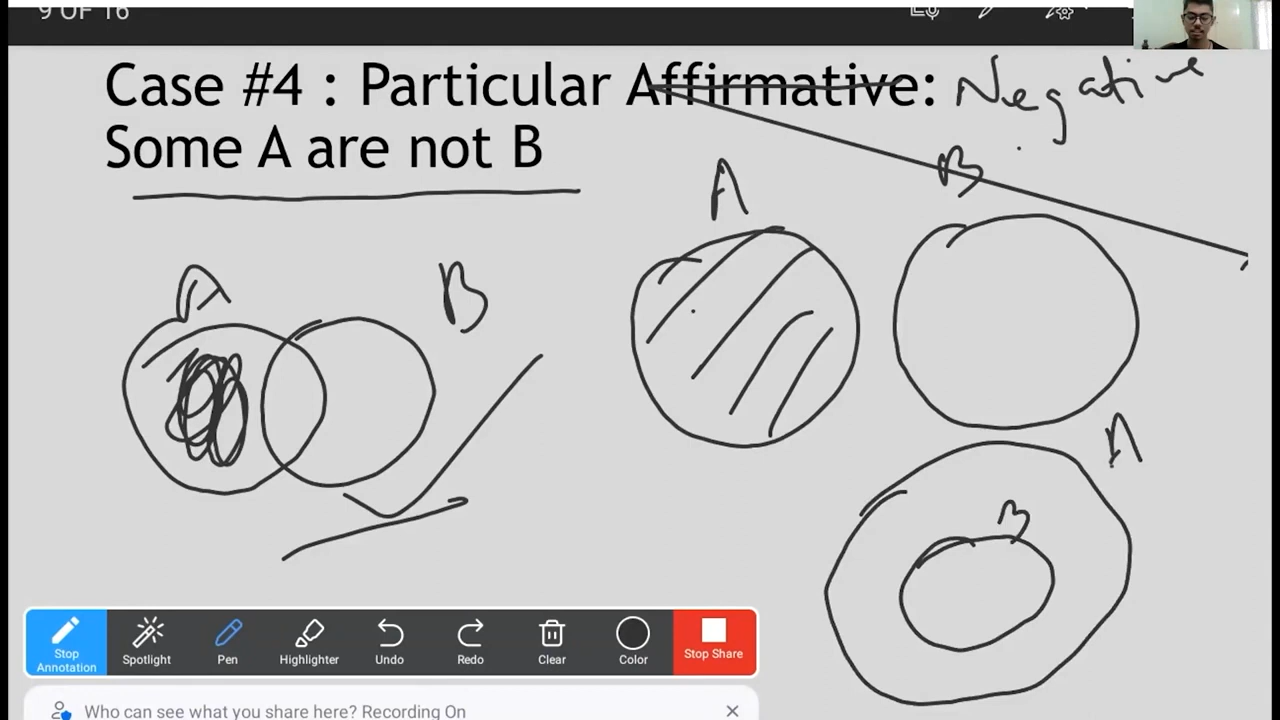 9 OF 16
Case #4 : Particular Affirmative: Negative
Some A are not B
A
B
A
B
A
B
Stop Annotation
Spotlight
Pen
Highlighter
Undo
Redo
Clear
Color
Stop Share
Who can see what you share here? Recording On